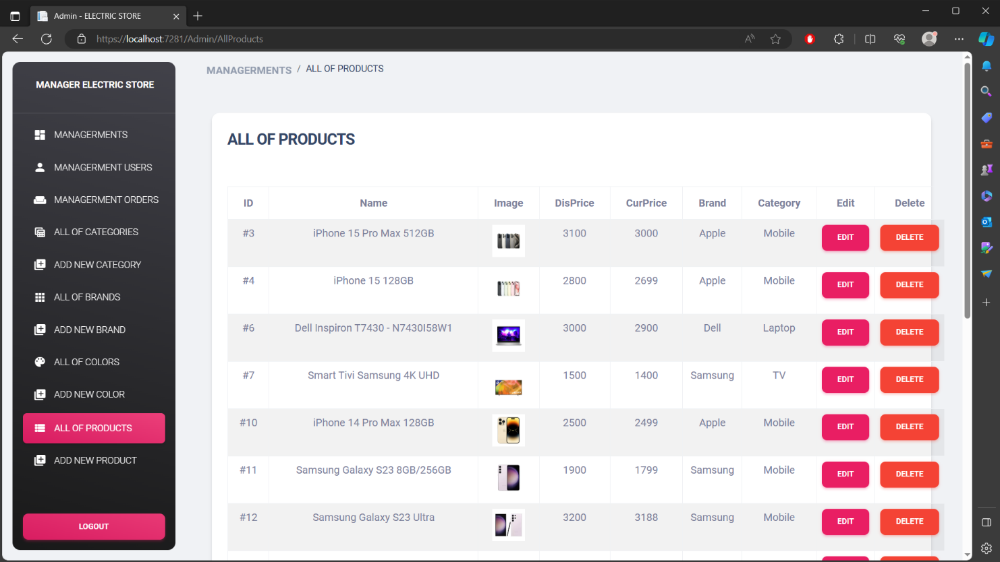 Admin - ELECTRIC STORE
https://localhost:7281/Admin/AllProducts
MANAGER ELECTRIC STORE
MANAGERMENTS
MANAGERMENT USERS
MANAGERMENT ORDERS
ALL OF CATEGORIES
ADD NEW CATEGORY
ALL OF BRANDS
ADD NEW BRAND
ALL OF COLORS
ADD NEW COLOR
ALL OF PRODUCTS
ADD NEW PRODUCT
LOGOUT
MANAGERMENTS / ALL OF PRODUCTS
ALL OF PRODUCTS
ID Name Image DisPrice CurPrice Brand Category Edit Delete
#3 iPhone 15 Pro Max 512GB 3100 3000 Apple Mobile EDIT DELETE
#4 iPhone 15 128GB 2800 2699 Apple Mobile EDIT DELETE
#6 Dell Inspiron T7430 - N7430I58W1 3000 2900 Dell Laptop EDIT DELETE
#7 Smart Tivi Samsung 4K UHD 1500 1400 Samsung TV EDIT DELETE
#10 iPhone 14 Pro Max 128GB 2500 2499 Apple Mobile EDIT DELETE
#11 Samsung Galaxy S23 8GB/256GB 1900 1799 Samsung Mobile EDIT DELETE
#12 Samsung Galaxy S23 Ultra 3200 3188 Samsung Mobile EDIT DELETE